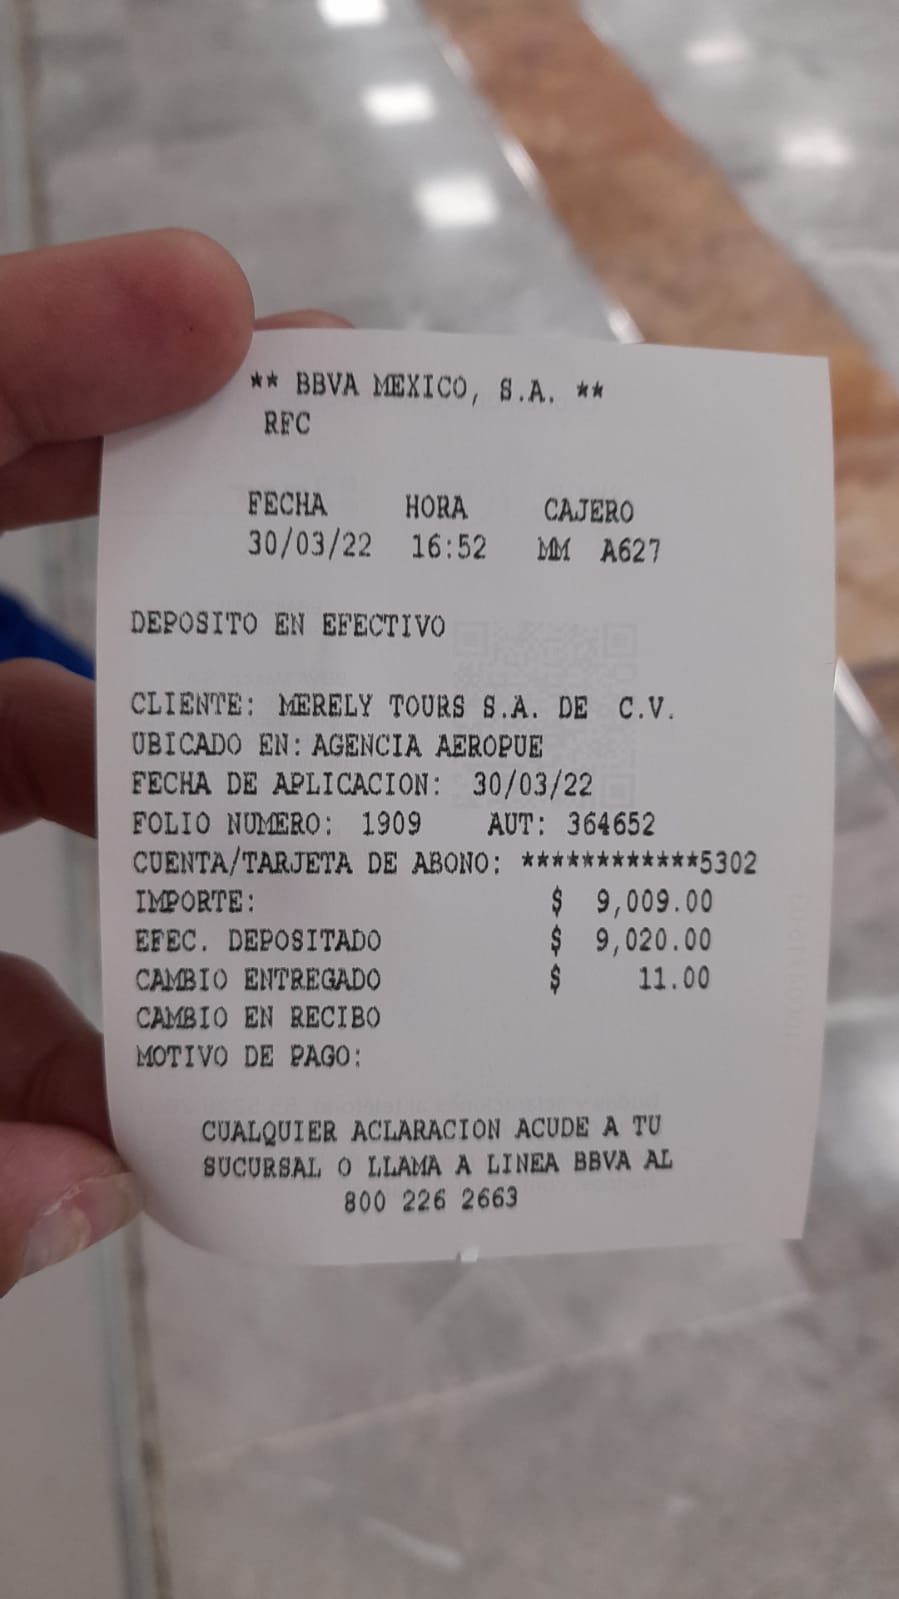 ** BBVA MEXICO, S.A. **
RFC
FECHA HORA CAJERO
30/03/22 16:52 MM A627
DEPOSITO EN EFECTIVO
CLIENTE: MERELY TOURS S.A. DE C.V.
UBICADO EN: AGENCIA AEROPUE
FECHA DE APLICACION: 30/03/22
FOLIO NUMERO: 1909 AUT: 364652
CUENTA/TARJETA DE ABONO: ************5302
IMPORTE: $ 9,009.00
EFEC. DEPOSITADO $ 9,020.00
CAMBIO ENTREGADO $ 11.00
CAMBIO EN RECIBO
MOTIVO DE PAGO:
CUALQUIER ACLARACION ACUDE A TU
SUCURSAL O LLAMA A LINEA BBVA AL
800 226 2663